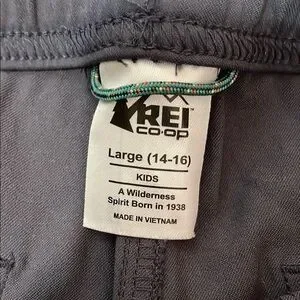 REI
CO·OP
Large (14-16)
KIDS
A Wilderness
Spirit Born in 1938
MADE IN VIETNAM